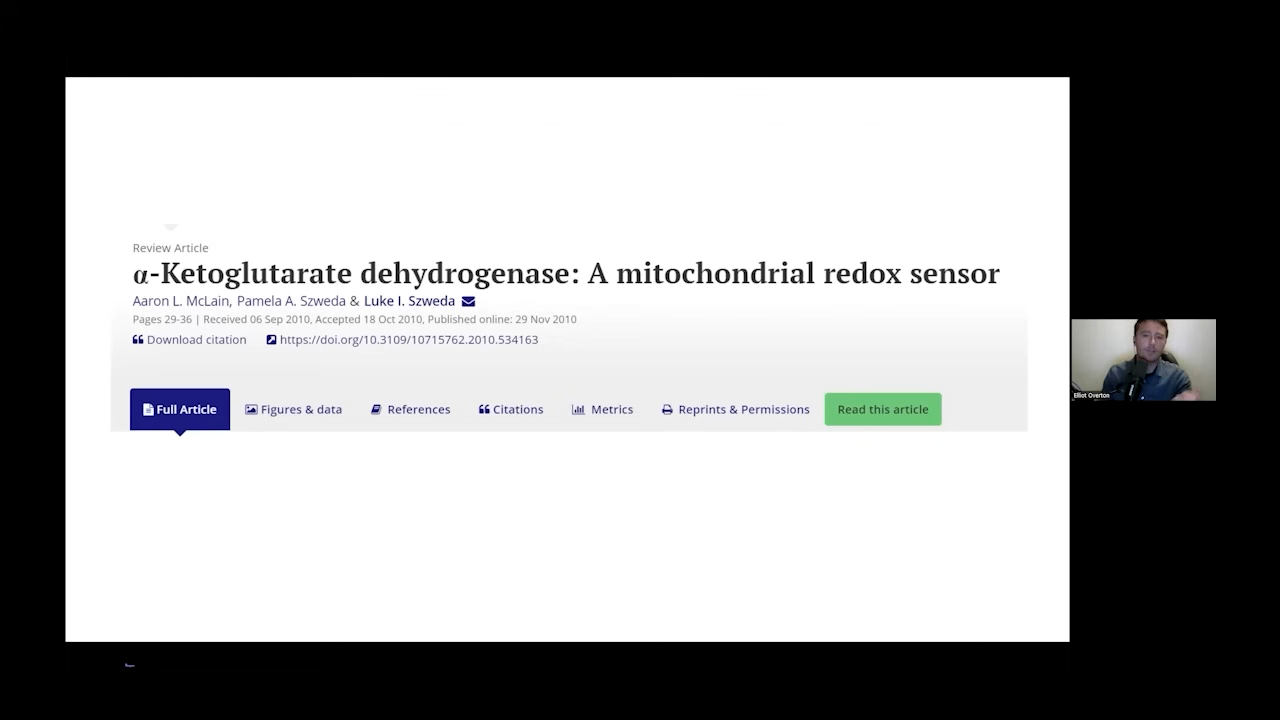 Review Article
α-Ketoglutarate dehydrogenase: A mitochondrial redox sensor
Aaron L. McLain, Pamela A. Szweda & Luke I. Szweda
Pages 29-36 | Received 06 Sep 2010, Accepted 18 Oct 2010, Published online: 29 Nov 2010
Download citation https://doi.org/10.3109/10715762.2010.534163
Full Article Figures & data References Citations Metrics Reprints & Permissions Read this article
Elliot Overton